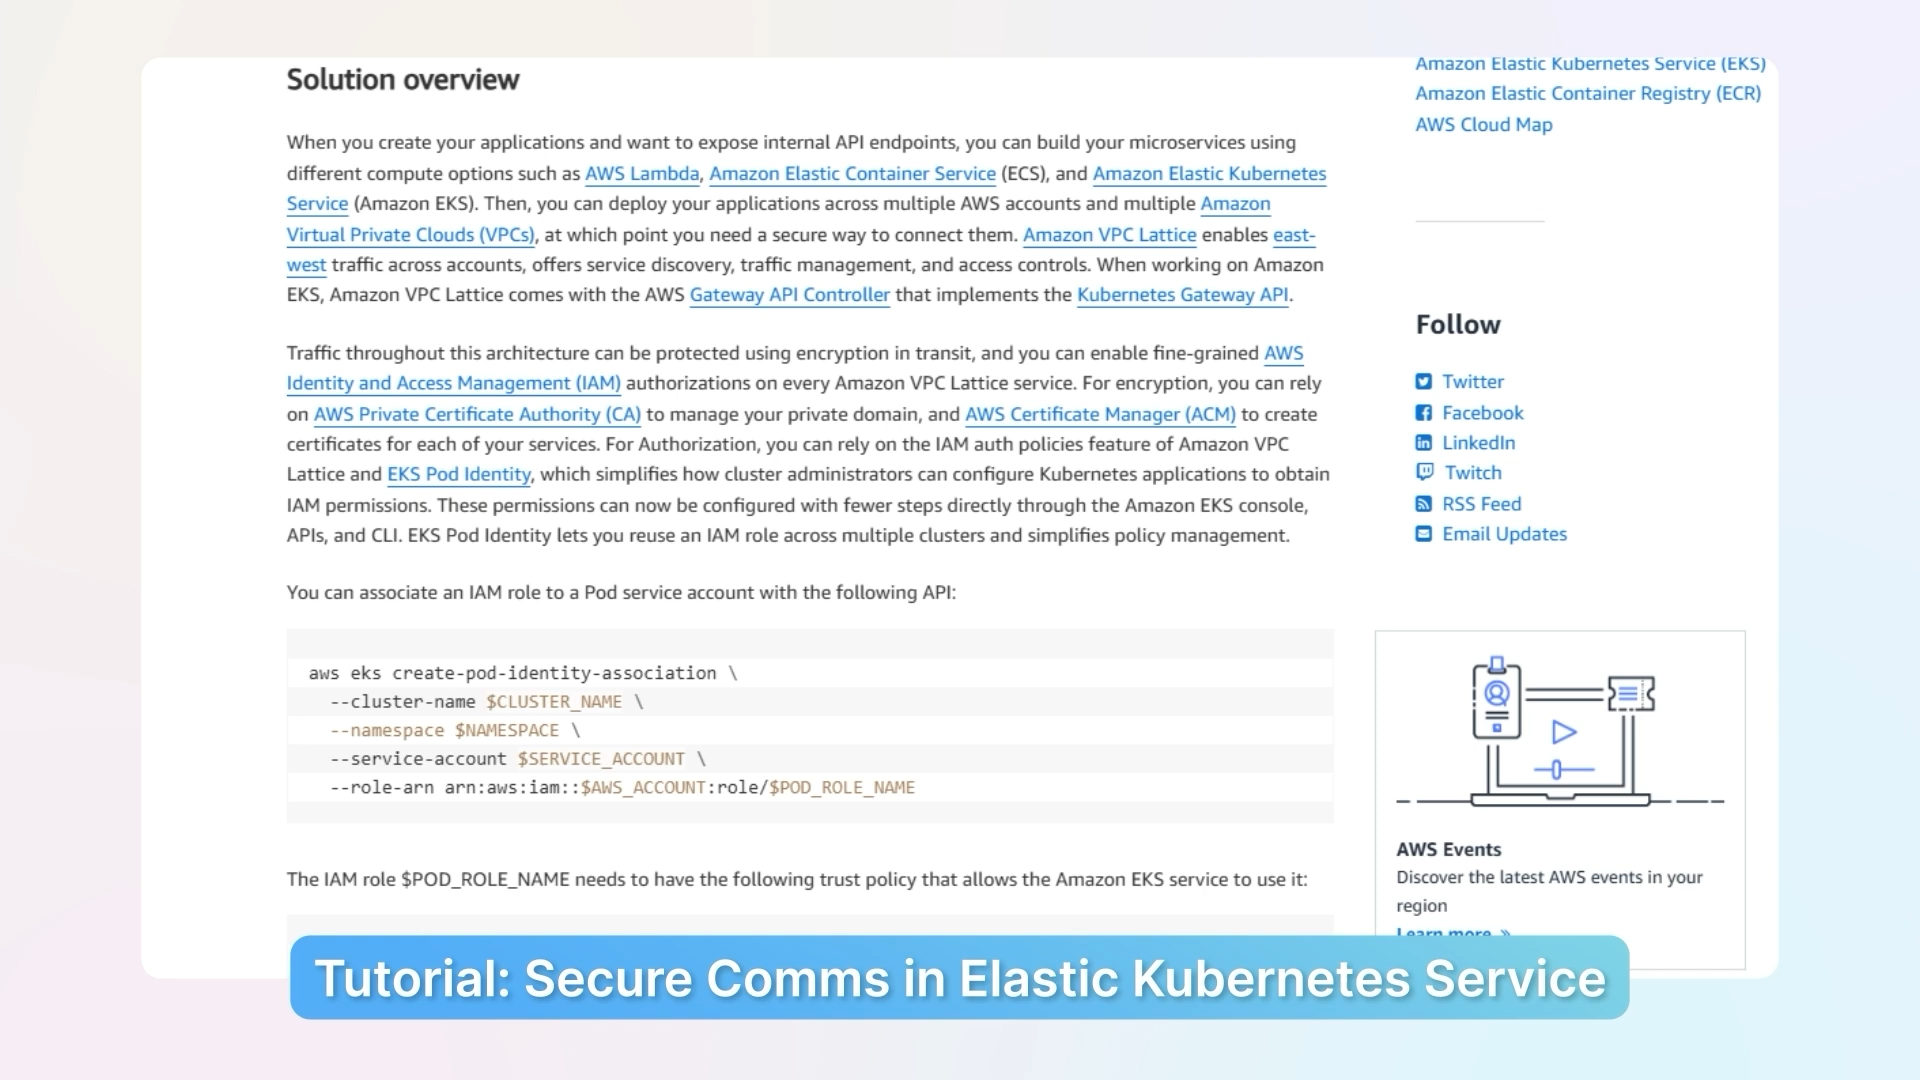 Solution overview
When you create your applications and want to expose internal API endpoints, you can build your microservices using
different compute options such as AWS Lambda, Amazon Elastic Container Service (ECS), and Amazon Elastic Kubernetes
Service (Amazon EKS). Then, you can deploy your applications across multiple AWS accounts and multiple Amazon
Virtual Private Clouds (VPCs), at which point you need a secure way to connect them. Amazon VPC Lattice enables east-
west traffic across accounts, offers service discovery, traffic management, and access controls. When working on Amazon
EKS, Amazon VPC Lattice comes with the AWS Gateway API Controller that implements the Kubernetes Gateway API.
Traffic throughout this architecture can be protected using encryption in transit, and you can enable fine-grained AWS
Identity and Access Management (IAM) authorizations on every Amazon VPC Lattice service. For encryption, you can rely
on AWS Private Certificate Authority (CA) to manage your private domain, and AWS Certificate Manager (ACM) to create
certificates for each of your services. For Authorization, you can rely on the IAM auth policies feature of Amazon VPC
Lattice and EKS Pod Identity, which simplifies how cluster administrators can configure Kubernetes applications to obtain
IAM permissions. These permissions can now be configured with fewer steps directly through the Amazon EKS console,
APIs, and CLI. EKS Pod Identity lets you reuse an IAM role across multiple clusters and simplifies policy management.
You can associate an IAM role to a Pod service account with the following API:
aws eks create-pod-identity-association \
--cluster-name $CLUSTER_NAME \
--namespace $NAMESPACE \
--service-account $SERVICE_ACCOUNT \
--role-arn arn:aws:iam::$AWS_ACCOUNT:role/$POD_ROLE_NAME
The IAM role $POD_ROLE_NAME needs to have the following trust policy that allows the Amazon EKS service to use it:
Amazon Elastic Kubernetes Service (EKS)
Amazon Elastic Container Registry (ECR)
AWS Cloud Map
Follow
Twitter
Facebook
LinkedIn
Twitch
RSS Feed
Email Updates
AWS Events
Discover the latest AWS events in your
region
Learn more »
Tutorial: Secure Comms in Elastic Kubernetes Service